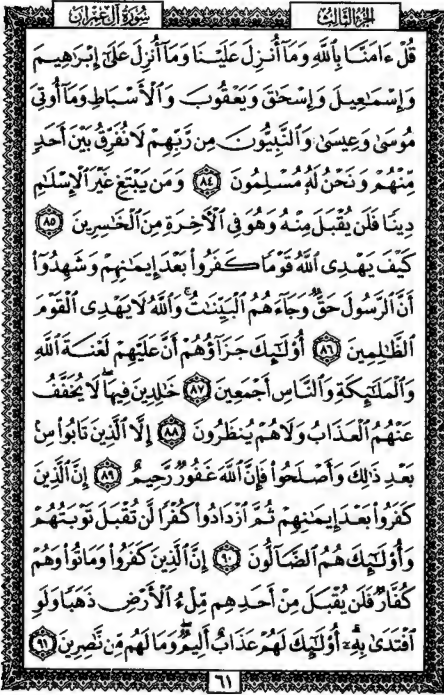 الجزء الثالث
سورة آل عمران
قُلْ ءَامَنَّا بِٱللَّهِ وَمَآ أُنزِلَ عَلَيْنَا وَمَآ أُنزِلَ عَلَىٰٓ إِبْرَٰهِيمَ
وَإِسْمَٰعِيلَ وَإِسْحَٰقَ وَيَعْقُوبَ وَٱلْأَسْبَاطِ وَمَآ أُوتِيَ
مُوسَىٰ وَعِيسَىٰ وَٱلنَّبِيُّونَ مِن رَّبِّهِمْ لَا نُفَرِّقُ بَيْنَ أَحَدٍ
مِّنْهُمْ وَنَحْنُ لَهُۥ مُسْلِمُونَ ٨٤ وَمَن يَبْتَغِ غَيْرَ ٱلْإِسْلَٰمِ
دِينًا فَلَن يُقْبَلَ مِنْهُ وَهُوَ فِي ٱلْأَخِرَةِ مِنَ ٱلْخَٰسِرِينَ ٨٥
كَيْفَ يَهْدِي ٱللَّهُ قَوْمًا كَفَرُوا۟ بَعْدَ إِيمَٰنِهِمْ وَشَهِدُوٓا۟
أَنَّ ٱلرَّسُولَ حَقٌّ وَجَآءَهُمُ ٱلْبَيِّنَٰتُ ۚ وَٱللَّهُ لَا يَهْدِي ٱلْقَوْمَ
ٱلظَّٰلِمِينَ ٨٦ أُو۟لَٰٓئِكَ جَزَآؤُهُمْ أَنَّ عَلَيْهِمْ لَعْنَةَ ٱللَّهِ
وَٱلْمَلَٰٓئِكَةِ وَٱلنَّاسِ أَجْمَعِينَ ٨٧ خَٰلِدِينَ فِيهَا لَا يُخَفَّفُ
عَنْهُمُ ٱلْعَذَابُ وَلَا هُمْ يُنظَرُونَ ٨٨ إِلَّا ٱلَّذِينَ تَابُوا۟ مِنۢ
بَعْدِ ذَٰلِكَ وَأَصْلَحُوا۟ فَإِنَّ ٱللَّهَ غَفُورٌ رَّحِيمٌ ٨٩ إِنَّ ٱلَّذِينَ
كَفَرُوا۟ بَعْدَ إِيمَٰنِهِمْ ثُمَّ ٱزْدَادُوا۟ كُفْرًا لَّن تُقْبَلَ تَوْبَتُهُمْ
وَأُو۟لَٰٓئِكَ هُمُ ٱلضَّآلُّونَ ٩٠ إِنَّ ٱلَّذِينَ كَفَرُوا۟ وَمَاتُوا۟ وَهُمْ
كُفَّارٌ فَلَن يُقْبَلَ مِنْ أَحَدِهِم مِّلْءُ ٱلْأَرْضِ ذَهَبًا وَلَوِ
ٱفْتَدَىٰ بِهِۦٓ ۗ أُو۟لَٰٓئِكَ لَهُمْ عَذَابٌ أَلِيمٌ وَمَا لَهُم مِّن نَّٰصِرِينَ ٩١
٦١